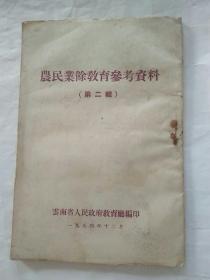 農民業餘教育參考資料
(第二輯)
雲南省人民政府教育廳編印
一九五四年十二月